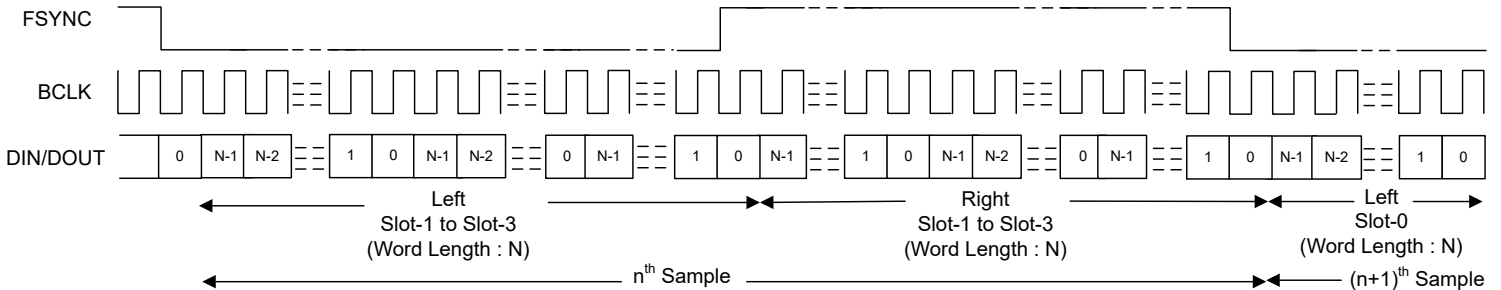 FSYNC
BCLK
DIN/DOUT 0 N-1 N-2 1 0 N-1 N-2 0 N-1 1 0 N-1 1 0 N-1 N-2 0 N-1 1 0 N-1 N-2 1 0
Left
Slot-1 to Slot-3
(Word Length : N)
Right
Slot-1 to Slot-3
(Word Length : N)
Left
Slot-0
(Word Length : N)
nth Sample
(n+1)th Sample